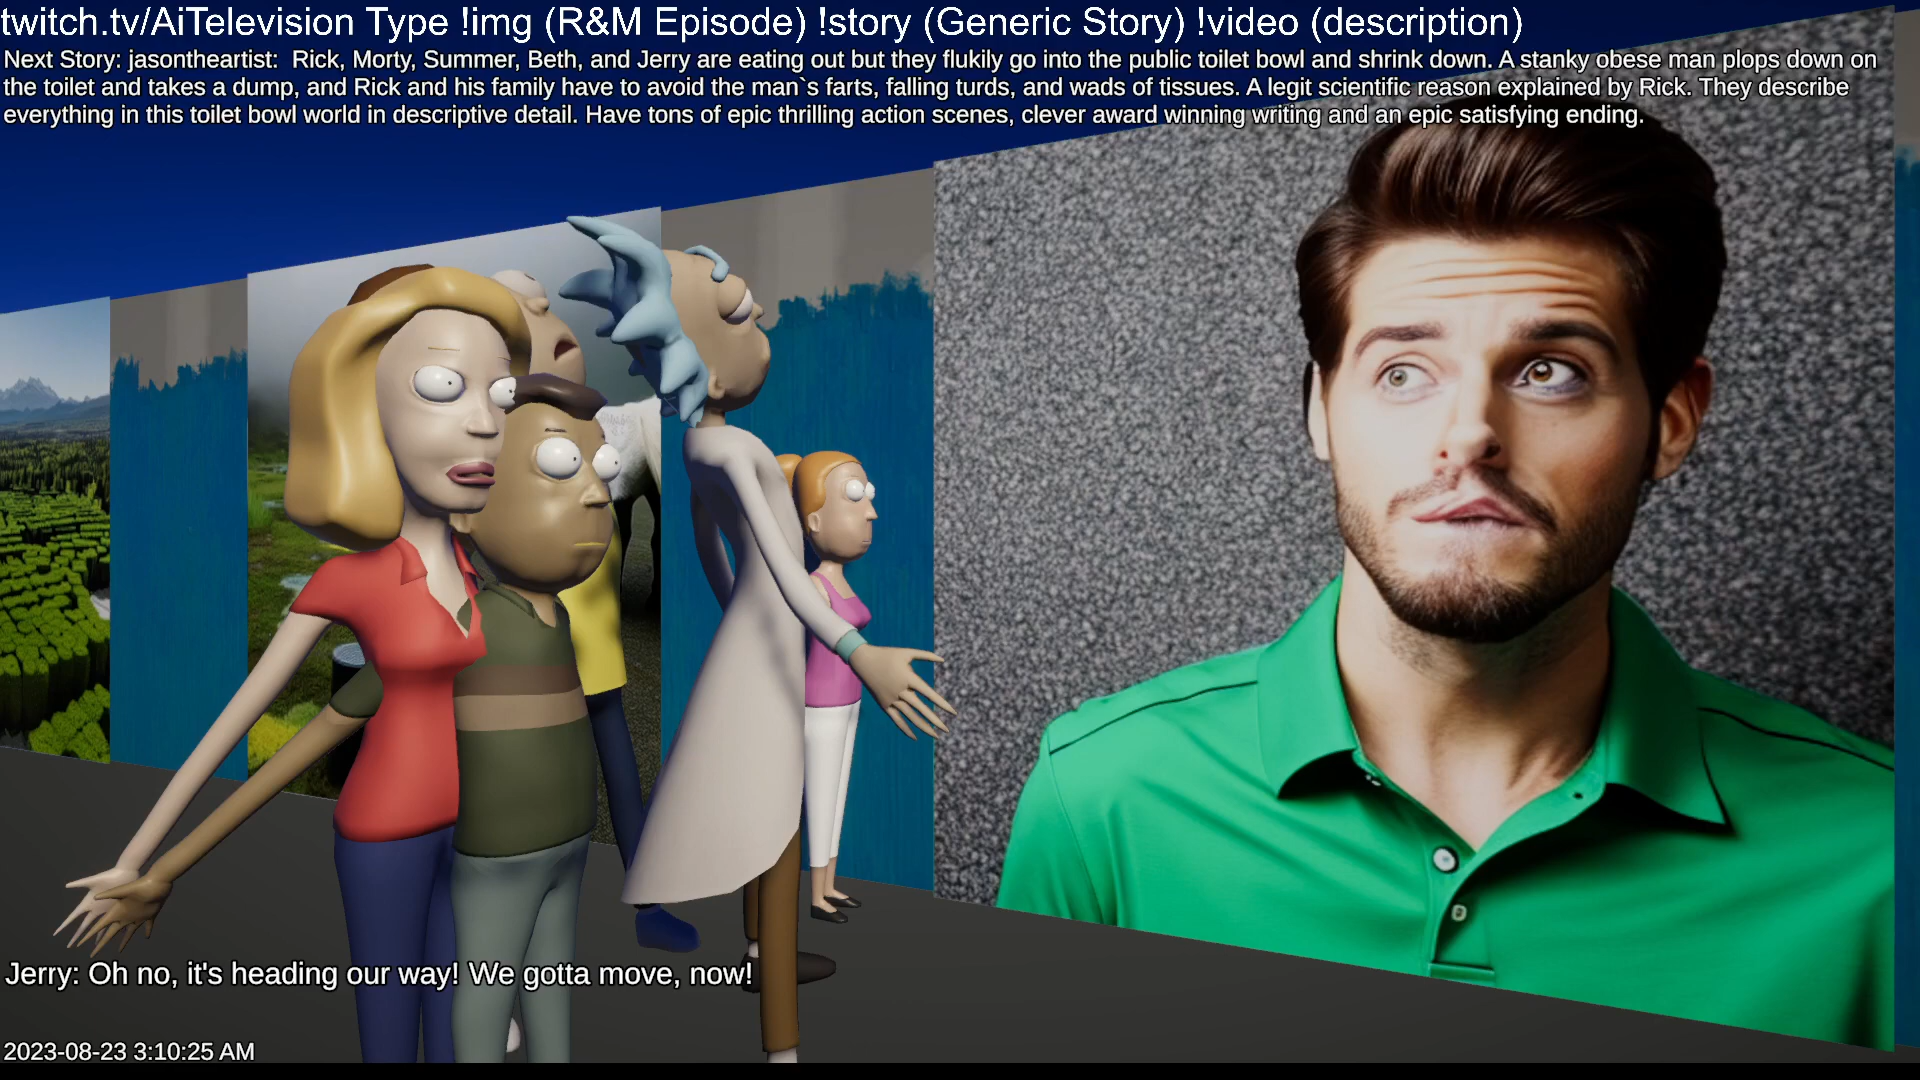 twitch.tv/AiTelevision Type !img (R&M Episode) !story (Generic Story) !video (description)
Next Story: jasontheartist:  Rick, Morty, Summer, Beth, and Jerry are eating out but they flukily go into the public toilet bowl and shrink down. A stanky obese man plops down on
the toilet and takes a dump, and Rick and his family have to avoid the man`s farts, falling turds, and wads of tissues. A legit scientific reason explained by Rick. They describe
everything in this toilet bowl world in descriptive detail. Have tons of epic thrilling action scenes, clever award winning writing and an epic satisfying ending.
Jerry: Oh no, it's heading our way! We gotta move, now!
2023-08-23 3:10:25 AM